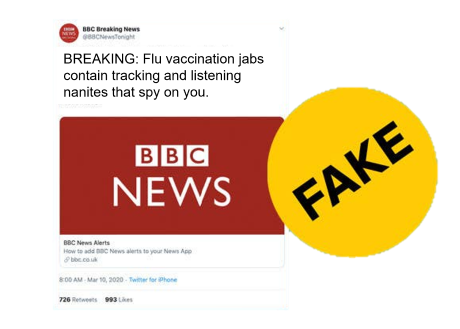 BBC Breaking News
@BBCNewsTonight
BREAKING: Flu vaccination jabs
contain tracking and listening
nanites that spy on you.
BBC
NEWS
FAKE
BBC News Alerts
How to add BBC News alerts to your News App
bbc.co.uk
8:00 AM · Mar 10, 2020 · Twitter for iPhone
726 Retweets 993 Likes